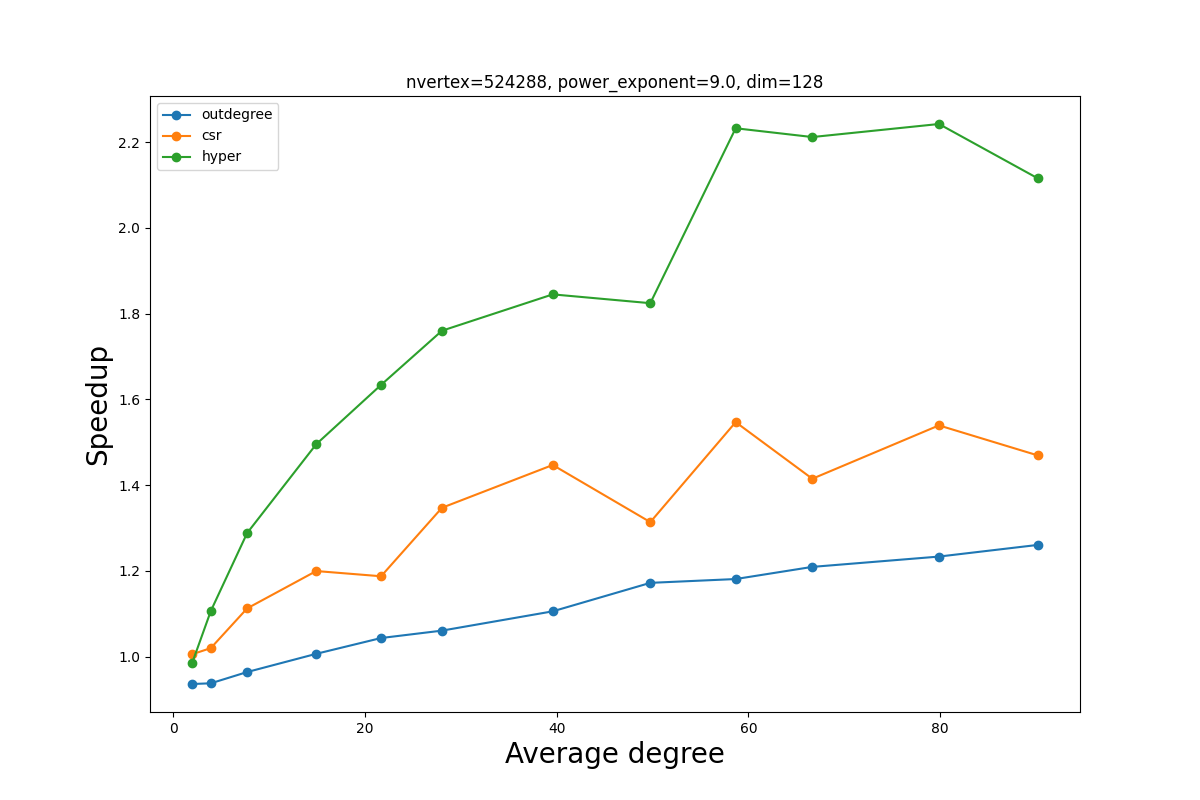 nvertex=524288, power_exponent=9.0, dim=128
outdegree
csr
hyper
Speedup
2.2
2.0
1.8
1.6
1.4
1.2
1.0
0 20 40 60 80
Average degree